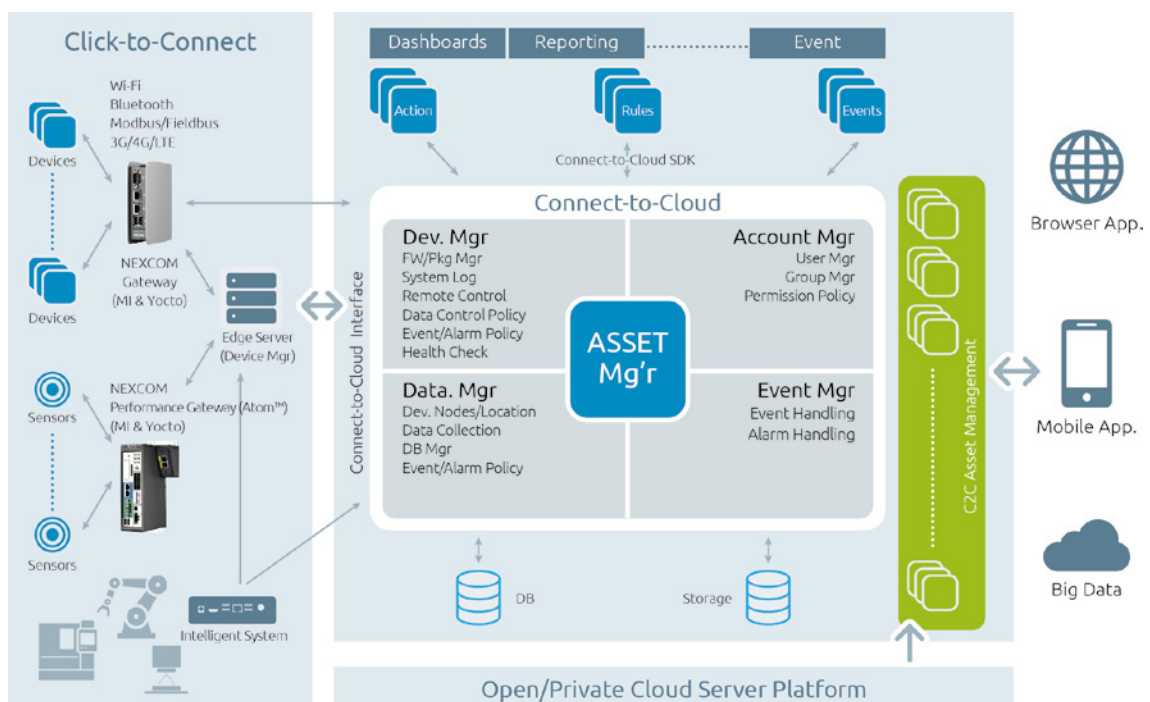 Click-to-Connect
Wi-Fi
Bluetooth
Modbus/Fieldbus
3G/4G/LTE
Devices
NEXCOM
Gateway
(MI & Yocto)
Devices
Edge Server
(Device Mgr)
NEXCOM
Performance Gateway (Atom™)
(MI & Yocto)
Sensors
Sensors
Intelligent System
Dashboards
Reporting
Event
Action
Rules
Events
Connect-to-Cloud SDK
Connect-to-Cloud Interface
Connect-to-Cloud
Dev. Mgr
FW/Pkg Mgr
System Log
Remote Control
Data Control Policy
Event/Alarm Policy
Health Check
Account Mgr
User Mgr
Group Mgr
Permission Policy
ASSET
Mg'r
Data. Mgr
Dev. Nodes/Location
Data Collection
DB Mgr
Event/Alarm Policy
Event Mgr
Event Handling
Alarm Handling
DB
Storage
C2C Asset Management
Browser App.
Mobile App.
Big Data
Open/Private Cloud Server Platform